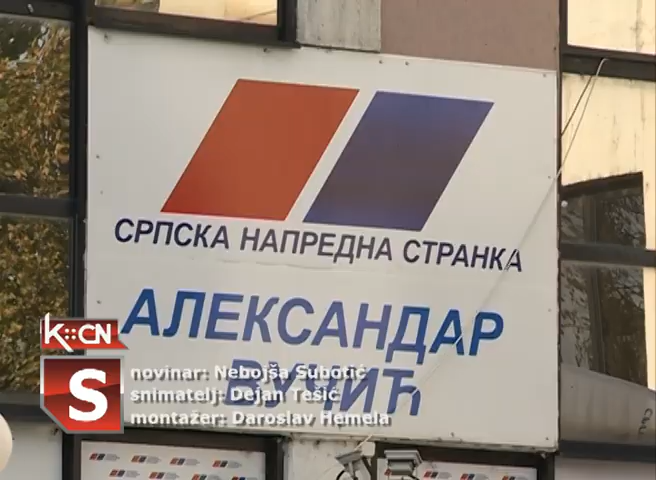 СРПСКА НАПРЕДНА СТРАНКА
АЛЕКСАНДАР
ВУЧИЋ
K::CN
S
novinar: Nebojša Subotić
snimatelj: Dejan Tešić
montažer: Daroslav Hemela